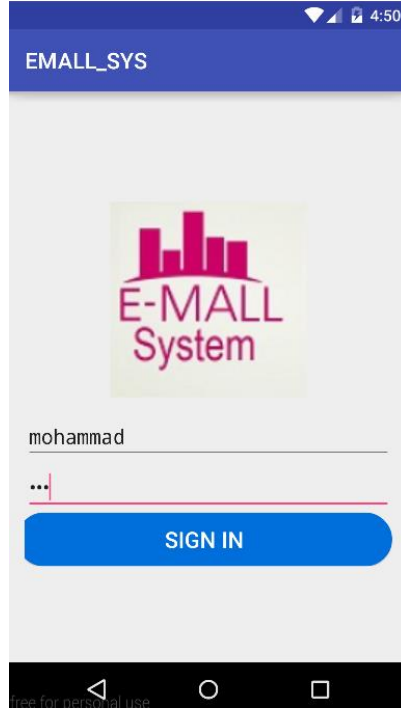 4:50
EMALL_SYS
E-MALL
System
mohammad
•••
SIGN IN
free for personal use